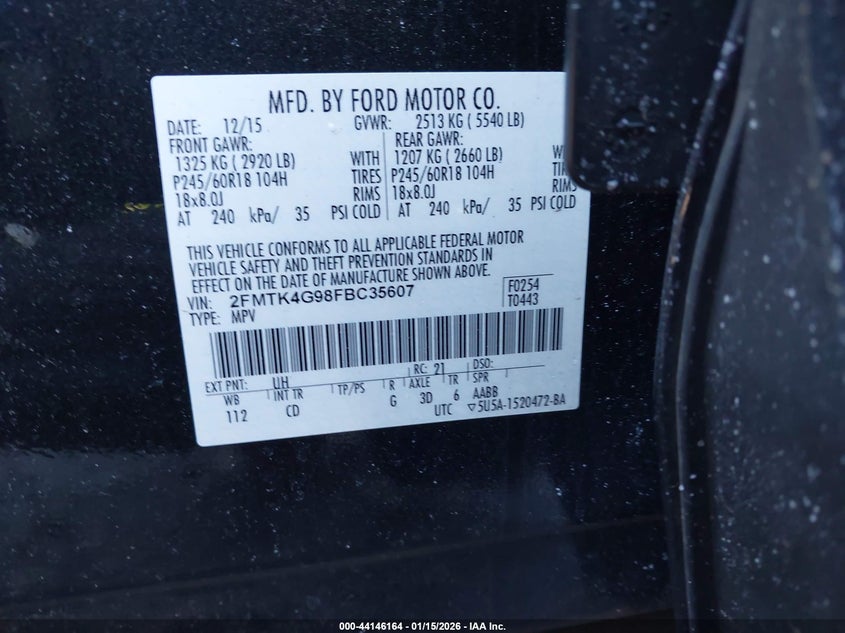 MFD. BY FORD MOTOR CO.
DATE: 12/15 GVWR: 2513 KG ( 5540 LB)
FRONT GAWR: REAR GAWR:
1325 KG ( 2920 LB) WITH 1207 KG ( 2660 LB)
P245/60R18 104H TIRES P245/60R18 104H TIRES
18x8.0J RIMS 18x8.0J RIMS
AT 240 kPa/ 35 PSI COLD AT 240 kPa/ 35 PSI COLD
THIS VEHICLE CONFORMS TO ALL APPLICABLE FEDERAL MOTOR
VEHICLE SAFETY AND THEFT PREVENTION STANDARDS IN
EFFECT ON THE DATE OF MANUFACTURE SHOWN ABOVE.
VIN: 2FMTK4G98FBC35607 F0254
TYPE: MPV T0443
EXT PNT: UH RC: 21 DSO:
WB INT TR TP/PS R AXLE TR SPR
112 CD G 3D 6 AABB
UTC ▽5U5A-1520472-BA
000-44146164 - 01/15/2026 - IAA Inc.